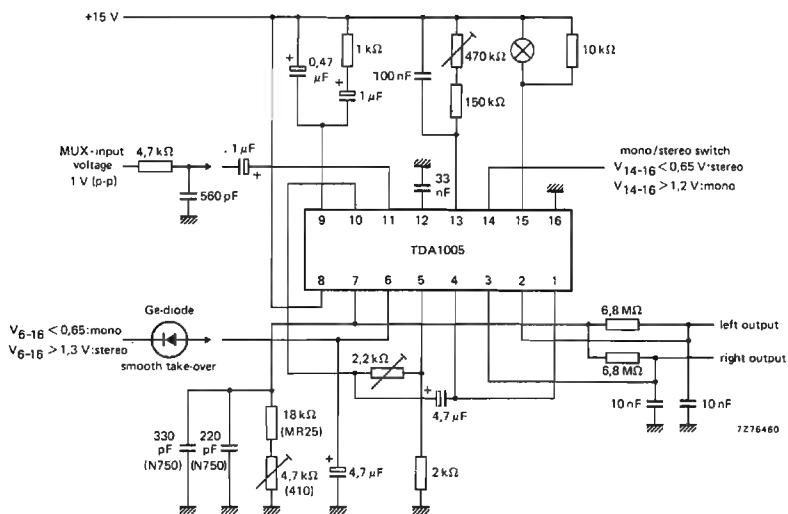 +15 V
0,47
µF
1 kΩ
1 µF
100 nF
470 kΩ
150 kΩ
10 kΩ
MUX-input
voltage
1 V (p-p)
4,7 kΩ
560 pF
.1 µF
33
nF
mono/stereo switch
V14-16 < 0,65 V:stereo
V14-16 > 1,2 V:mono
9 10 11 12 13 14 15 16
TDA1005
8 7 6 5 4 3 2 1
Ge-diode
V6-16 < 0,65:mono
V6-16 > 1,3 V:stereo
smooth take-over
2,2 kΩ
4,7 µF
6,8 MΩ
left output
6,8 MΩ
right output
10 nF
10 nF
330
pF
(N750)
220
pF
(N750)
18 kΩ
(MR25)
4,7 kΩ
(410)
4,7 µF
2 kΩ
7Z76460